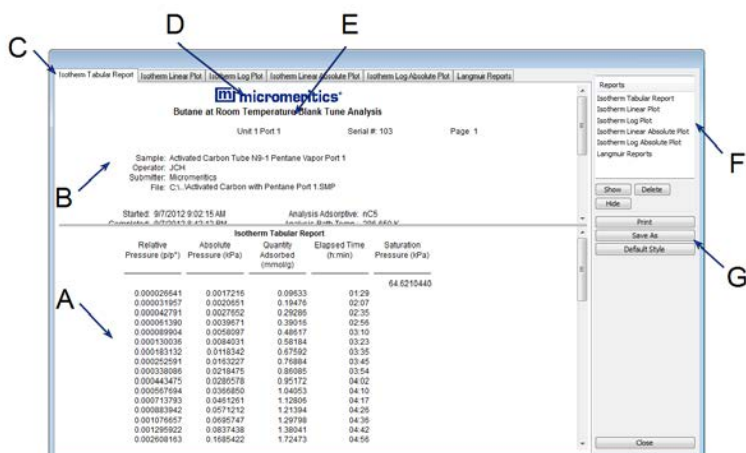 D
E
C
Isotherm Tabular Report Isotherm Linear Plot Isotherm Log Plot Isotherm Linear Absolute Plot Isotherm Log Absolute Plot Langmuir Reports
mi micromeritics®
Butane at Room Temperature Blank Tune Analysis
Unit 1 Port 1 Serial #: 103 Page 1
B
Sample: Activated Carbon Tube N9-1 Pentane Vapor Port 1
Operator: JCH
Submitter: Micromeritics
File: C:\...\Activated Carbon with Pentane Port 1.SMP
Started: 9/7/2012 9:02:15 AM Analysis Adsorptive: nC5
Isotherm Tabular Report
Relative Pressure (p/p°) Absolute Pressure (kPa) Quantity Adsorbed (mmol/g) Elapsed Time (h:min) Saturation Pressure (kPa)
64.6210440
A
0.000026641 0.0017216 0.09633 01:29
0.000031957 0.0020651 0.19476 02:07
0.000042791 0.0027652 0.29286 02:35
0.000061390 0.0039671 0.39016 02:56
0.000089904 0.0058097 0.48617 03:10
0.000130036 0.0084031 0.58184 03:23
0.000183132 0.0118342 0.67592 03:35
0.000252591 0.0163227 0.76884 03:45
0.000338086 0.0218475 0.86085 03:54
0.000443475 0.0286578 0.95172 04:02
0.000567694 0.0366850 1.04053 04:10
0.000713793 0.0461261 1.12806 04:17
0.000883942 0.0571212 1.21394 04:26
0.001076657 0.0695747 1.29798 04:36
0.001295922 0.0837438 1.38041 04:42
0.002608163 0.1685422 1.72473 04:56
Reports
Isotherm Tabular Report
Isotherm Linear Plot
Isotherm Log Plot
Isotherm Linear Absolute Plot
Isotherm Log Absolute Plot
Langmuir Reports
F
Show Delete
Hide
Print
Save As
Default Style
G
Close